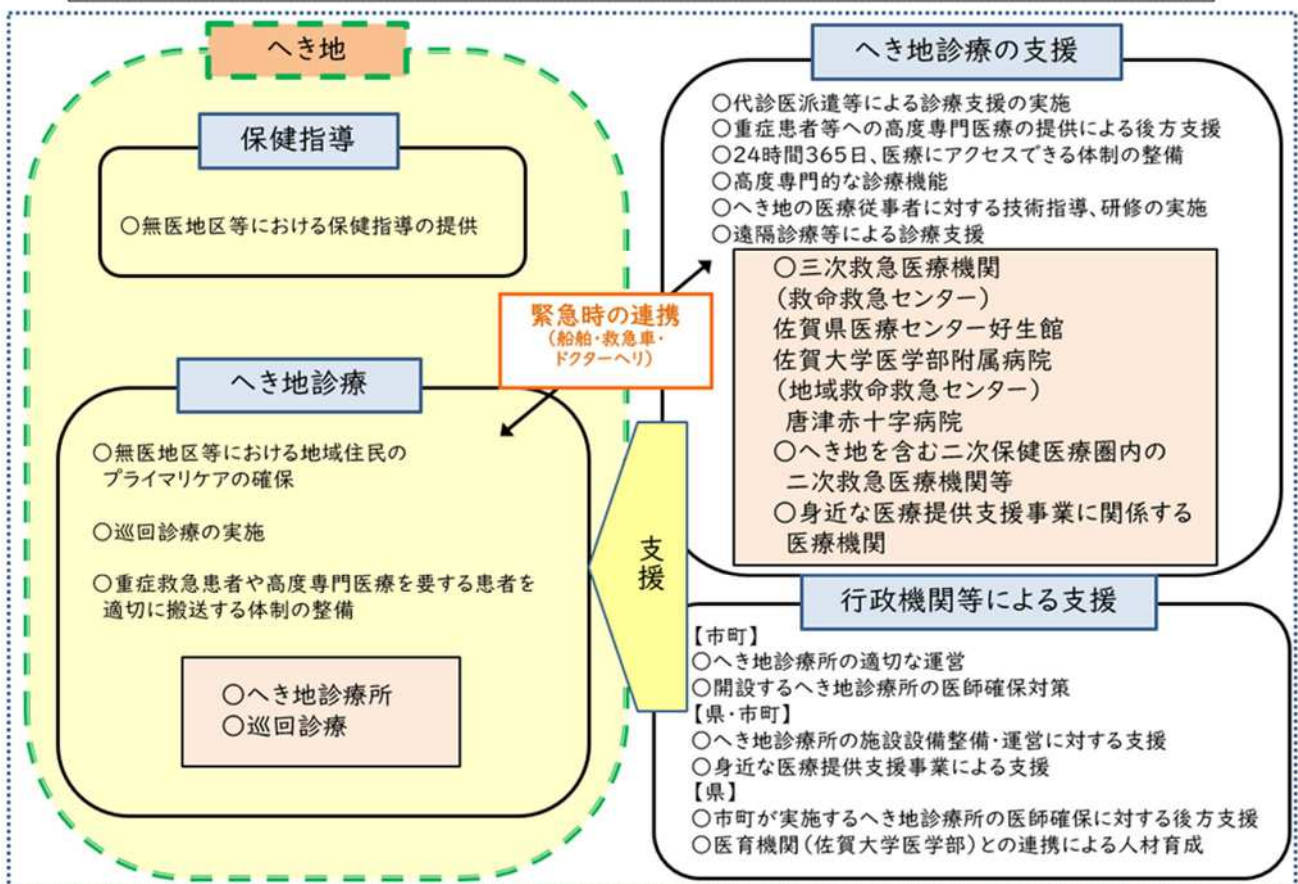 へき地
保健指導
○無医地区等における保健指導の提供
へき地診療
○無医地区等における地域住民の
プライマリケアの確保
○巡回診療の実施
○重症救急患者や高度専門医療を要する患者を
適切に搬送する体制の整備
○へき地診療所
○巡回診療
緊急時の連携
(船舶・救急車・
ドクターヘリ)
支援
へき地診療の支援
○代診医派遣等による診療支援の実施
○重症患者等への高度専門医療の提供による後方支援
○24時間365日、医療にアクセスできる体制の整備
○高度専門的な診療機能
○へき地の医療従事者に対する技術指導、研修の実施
○遠隔診療等による診療支援
○三次救急医療機関
(救命救急センター)
佐賀県医療センター好生館
佐賀大学医学部附属病院
(地域救命救急センター)
唐津赤十字病院
○へき地を含む二次保健医療圏内の
二次救急医療機関等
○身近な医療提供支援事業に関係する
医療機関
行政機関等による支援
【市町】
○へき地診療所の適切な運営
○開設するへき地診療所の医師確保対策
【県・市町】
○へき地診療所の施設設備整備・運営に対する支援
○身近な医療提供支援事業による支援
【県】
○市町が実施するへき地診療所の医師確保に対する後方支援
○医育機関(佐賀大学医学部)との連携による人材育成